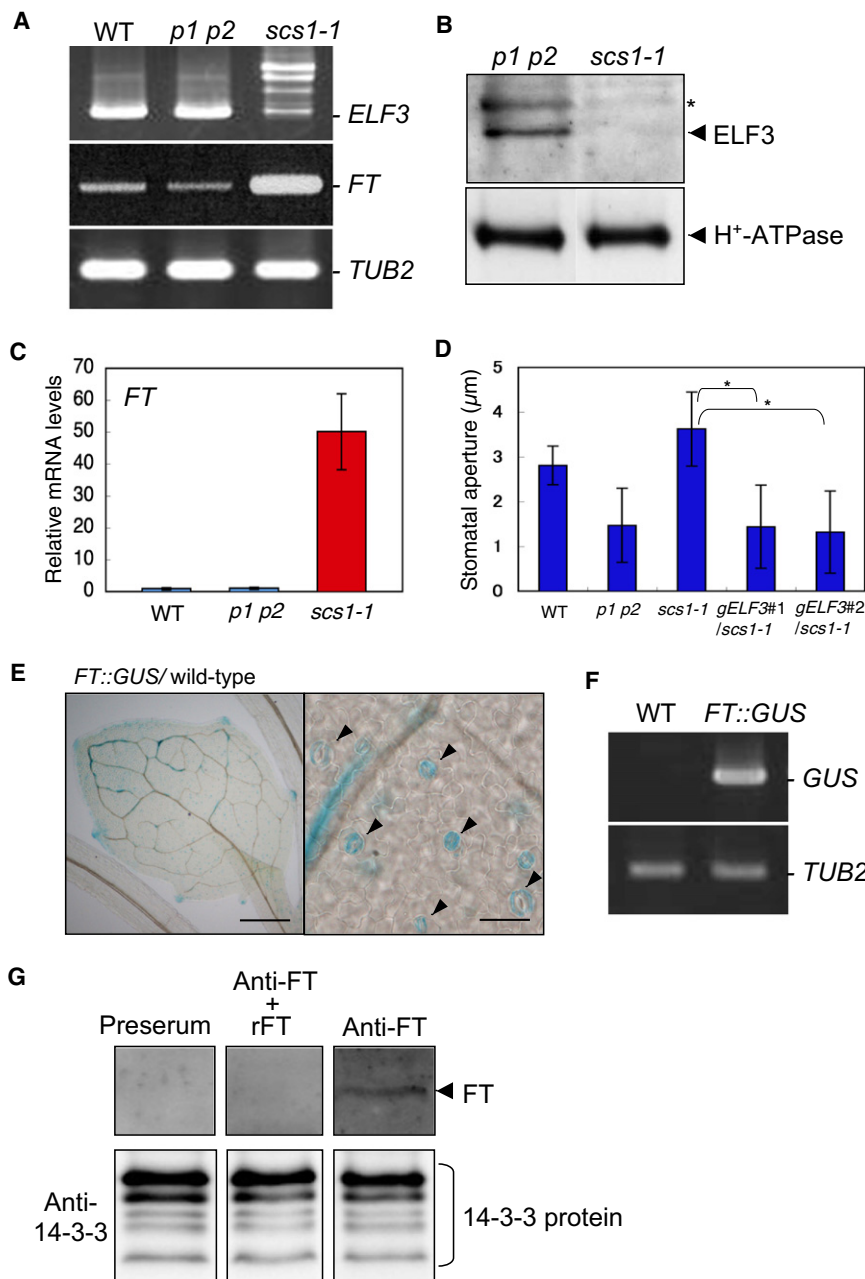 A
WT p1 p2 scs1-1
ELF3
FT
TUB2
B
p1 p2 scs1-1
*
ELF3
H⁺-ATPase
C
Relative mRNA levels
70
60
50
40
30
20
10
0
FT
WT p1 p2 scs1-1
D
Stomatal aperture (µm)
5
4
3
2
1
0
*
*
WT p1 p2 scs1-1 gELF3#1 gELF3#2
/scs1-1 /scs1-1
E
FT::GUS/ wild-type
F
WT FT::GUS
GUS
TUB2
G
Preserum
Anti-FT
+
rFT
Anti-FT
FT
Anti-
14-3-3
14-3-3 protein